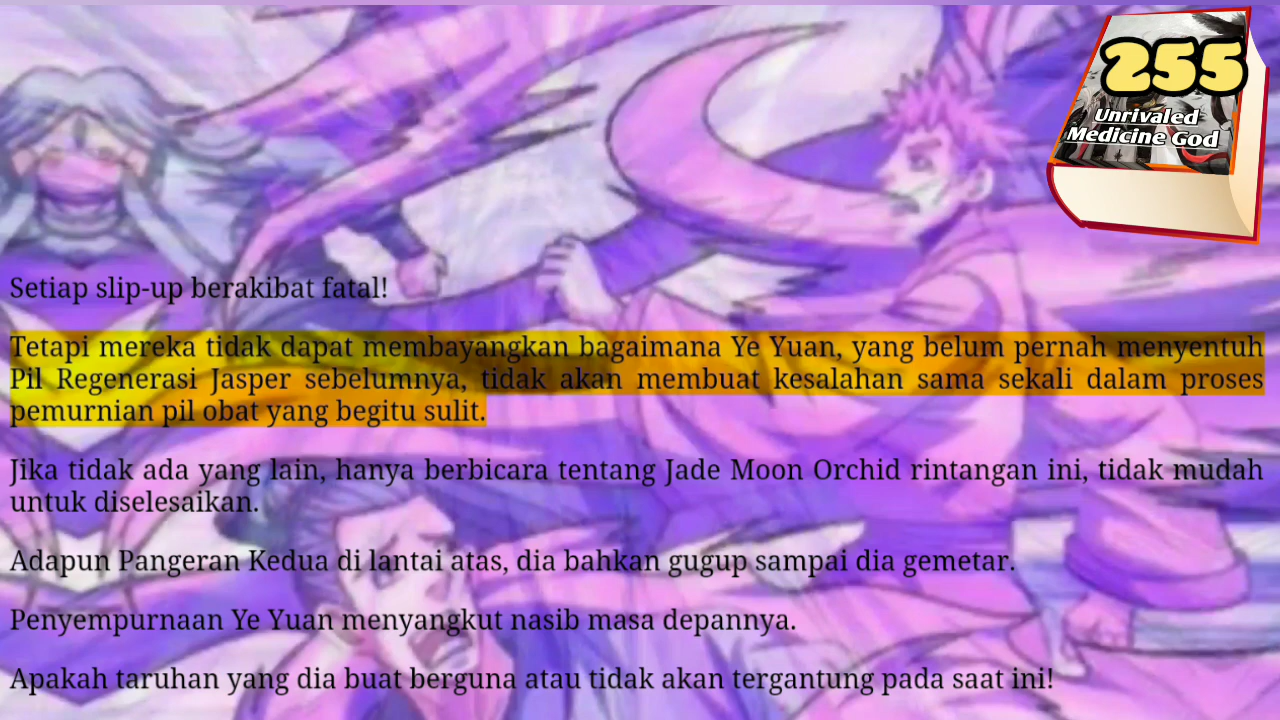 255
Unrivaled
Medicine God
Setiap slip-up berakibat fatal!
Tetapi mereka tidak dapat membayangkan bagaimana Ye Yuan, yang belum pernah menyentuh
Pil Regenerasi Jasper sebelumnya, tidak akan membuat kesalahan sama sekali dalam proses
pemurnian pil obat yang begitu sulit.
Jika tidak ada yang lain, hanya berbicara tentang Jade Moon Orchid rintangan ini, tidak mudah
untuk diselesaikan.
Adapun Pangeran Kedua di lantai atas, dia bahkan gugup sampai dia gemetar.
Penyempurnaan Ye Yuan menyangkut nasib masa depannya.
Apakah taruhan yang dia buat berguna atau tidak akan tergantung pada saat ini!